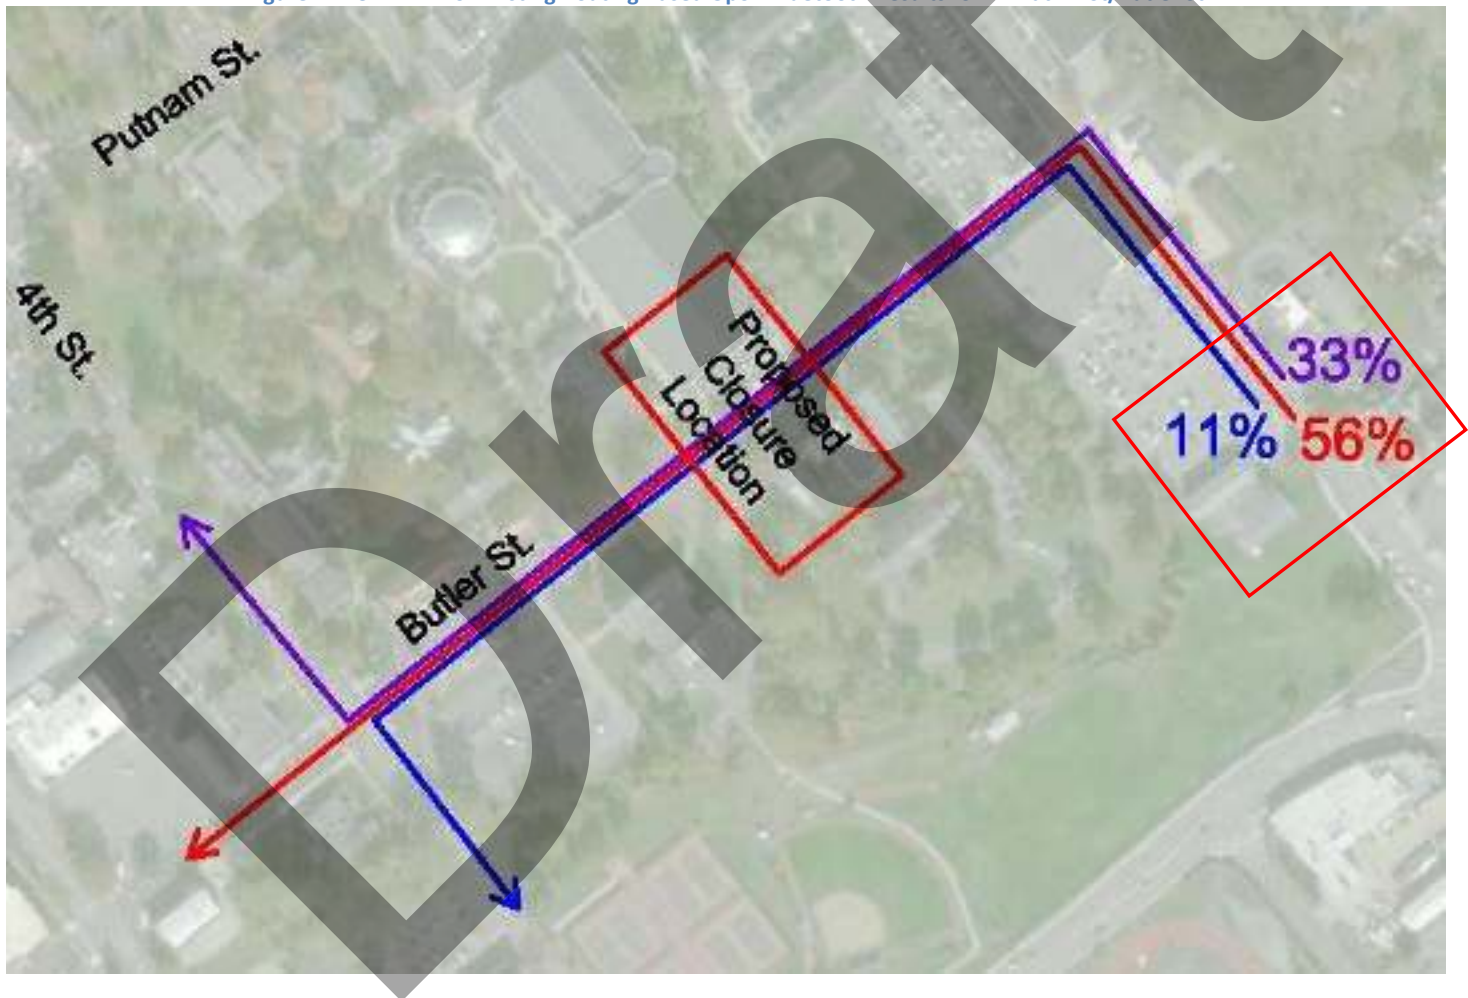 Putnam St.
4th St.
Proposed
Closure
Location
Butler St.
33%
11% 56%
Draft